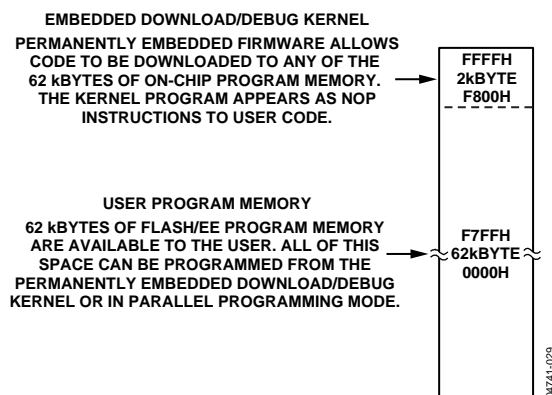 EMBEDDED DOWNLOAD/DEBUG KERNEL
PERMANENTLY EMBEDDED FIRMWARE ALLOWS
CODE TO BE DOWNLOADED TO ANY OF THE
62 kBYTES OF ON-CHIP PROGRAM MEMORY.
THE KERNEL PROGRAM APPEARS AS NOP
INSTRUCTIONS TO USER CODE.
FFFFH
2kBYTE
F800H
USER PROGRAM MEMORY
62 kBYTES OF FLASH/EE PROGRAM MEMORY
ARE AVAILABLE TO THE USER. ALL OF THIS
SPACE CAN BE PROGRAMMED FROM THE
PERMANENTLY EMBEDDED DOWNLOAD/DEBUG
KERNEL OR IN PARALLEL PROGRAMMING MODE.
F7FFH
62kBYTE
0000H
04741-029